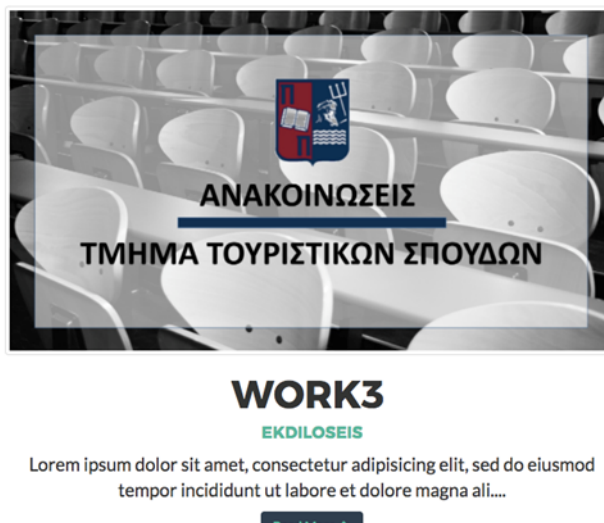 ΑΝΑΚΟΙΝΩΣΕΙΣ
ΤΜΗΜΑ ΤΟΥΡΙΣΤΙΚΩΝ ΣΠΟΥΔΩΝ
WORK3
EKDILOSEIS
Lorem ipsum dolor sit amet, consectetur adipisicing elit, sed do eiusmod
tempor incididunt ut labore et dolore magna ali....